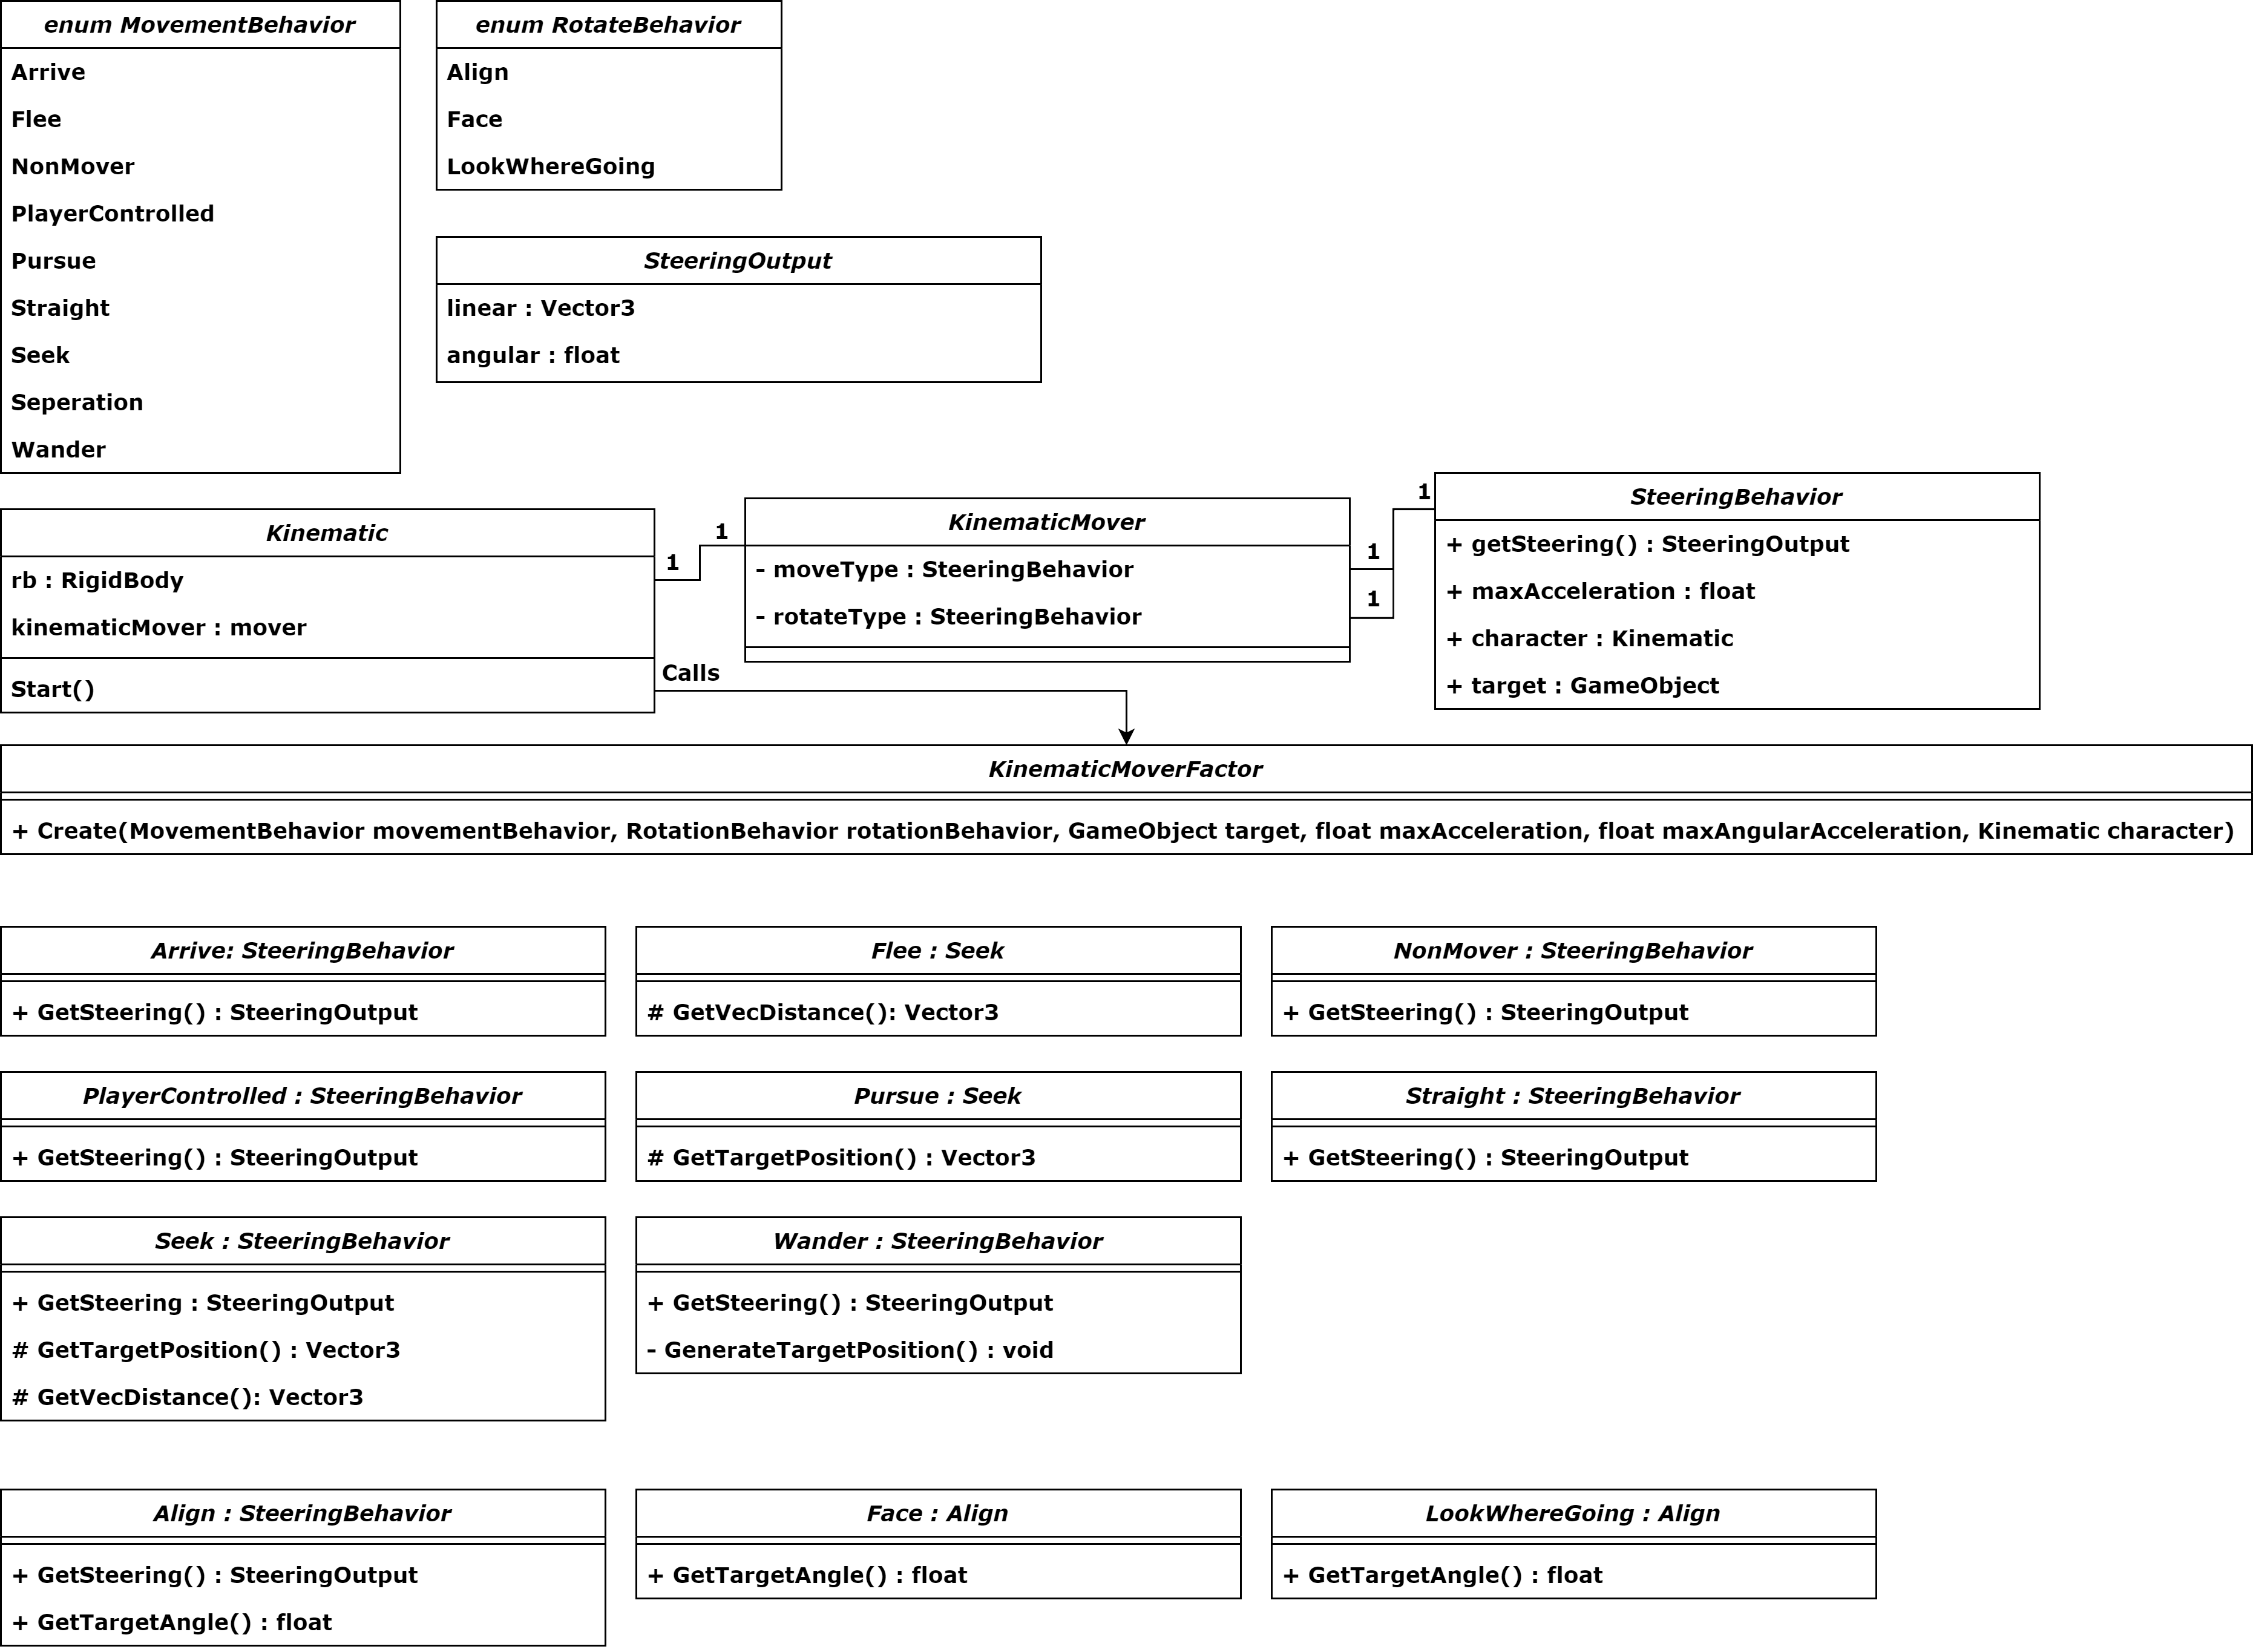 enum MovementBehavior
Arrive
Flee
NonMover
PlayerControlled
Pursue
Straight
Seek
Seperation
Wander
enum RotateBehavior
Align
Face
LookWhereGoing
SteeringOutput
linear : Vector3
angular : float
Kinematic
rb : RigidBody
kinematicMover : mover
Start()
1
1
Calls
KinematicMover
- moveType : SteeringBehavior
- rotateType : SteeringBehavior
1
1
1
SteeringBehavior
+ getSteering() : SteeringOutput
+ maxAcceleration : float
+ character : Kinematic
+ target : GameObject
KinematicMoverFactor
+ Create(MovementBehavior movementBehavior, RotationBehavior rotationBehavior, GameObject target, float maxAcceleration, float maxAngularAcceleration, Kinematic character)
Arrive: SteeringBehavior
+ GetSteering() : SteeringOutput
Flee : Seek
# GetVecDistance(): Vector3
NonMover : SteeringBehavior
+ GetSteering() : SteeringOutput
PlayerControlled : SteeringBehavior
+ GetSteering() : SteeringOutput
Pursue : Seek
# GetTargetPosition() : Vector3
Straight : SteeringBehavior
+ GetSteering() : SteeringOutput
Seek : SteeringBehavior
+ GetSteering : SteeringOutput
# GetTargetPosition() : Vector3
# GetVecDistance(): Vector3
Wander : SteeringBehavior
+ GetSteering() : SteeringOutput
- GenerateTargetPosition() : void
Align : SteeringBehavior
+ GetSteering() : SteeringOutput
+ GetTargetAngle() : float
Face : Align
+ GetTargetAngle() : float
LookWhereGoing : Align
+ GetTargetAngle() : float